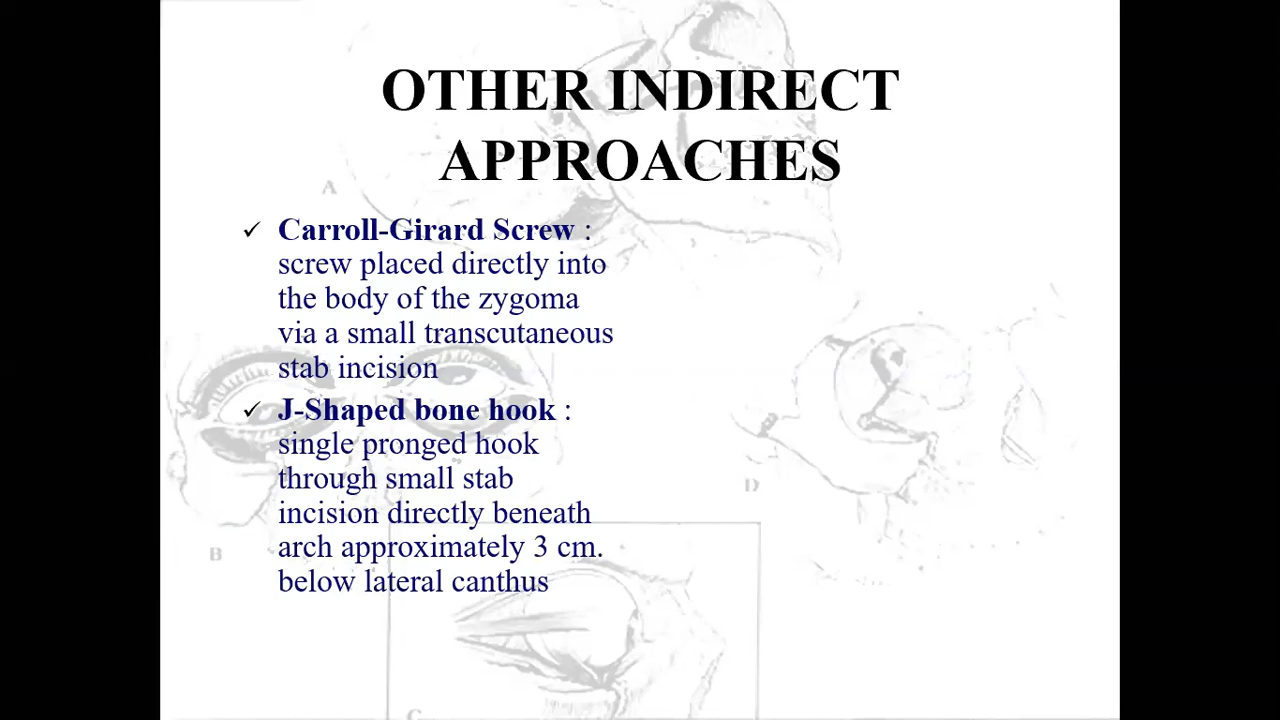 OTHER INDIRECT
APPROACHES
A
✓ Carroll-Girard Screw :
screw placed directly into
the body of the zygoma
via a small transcutaneous
stab incision
✓ J-Shaped bone hook :
single pronged hook
through small stab
incision directly beneath
arch approximately 3 cm.
below lateral canthus
D
B
C